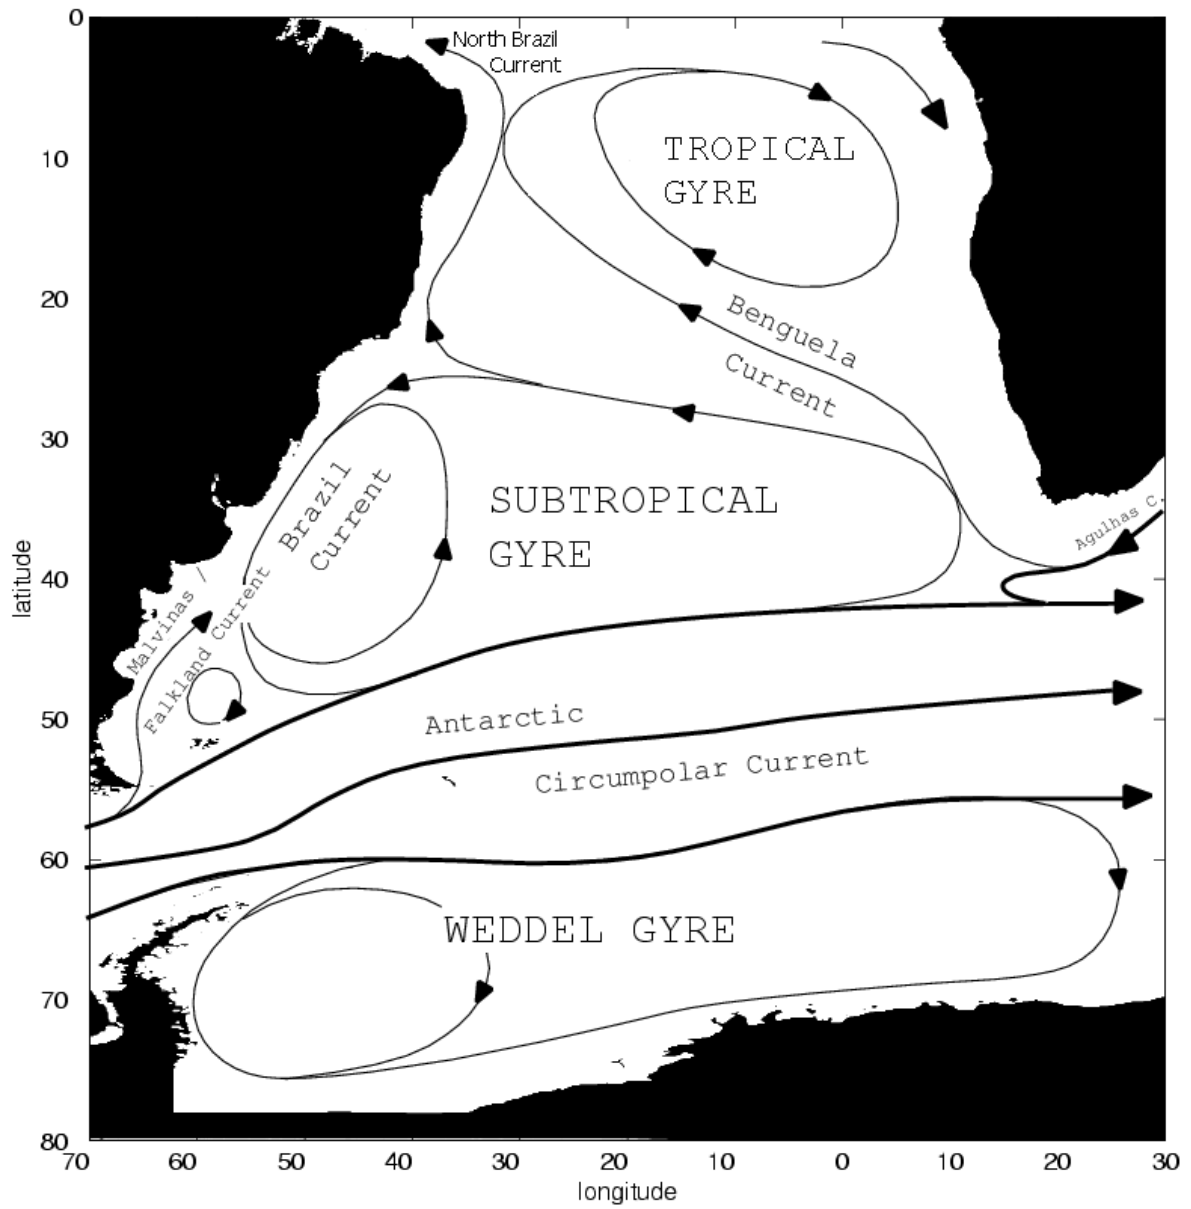 0
North Brazil
Current
TROPICAL
GYRE
10
20
Benguela
Current
30
SUBTROPICAL
GYRE
Brazil
Current
Agulhas C.
latitude
40
Malvinas /
Falkland Current
50
Antarctic
Circumpolar Current
60
WEDDEL GYRE
70
80
70 60 50 40 30 20 10 0 10 20 30
longitude